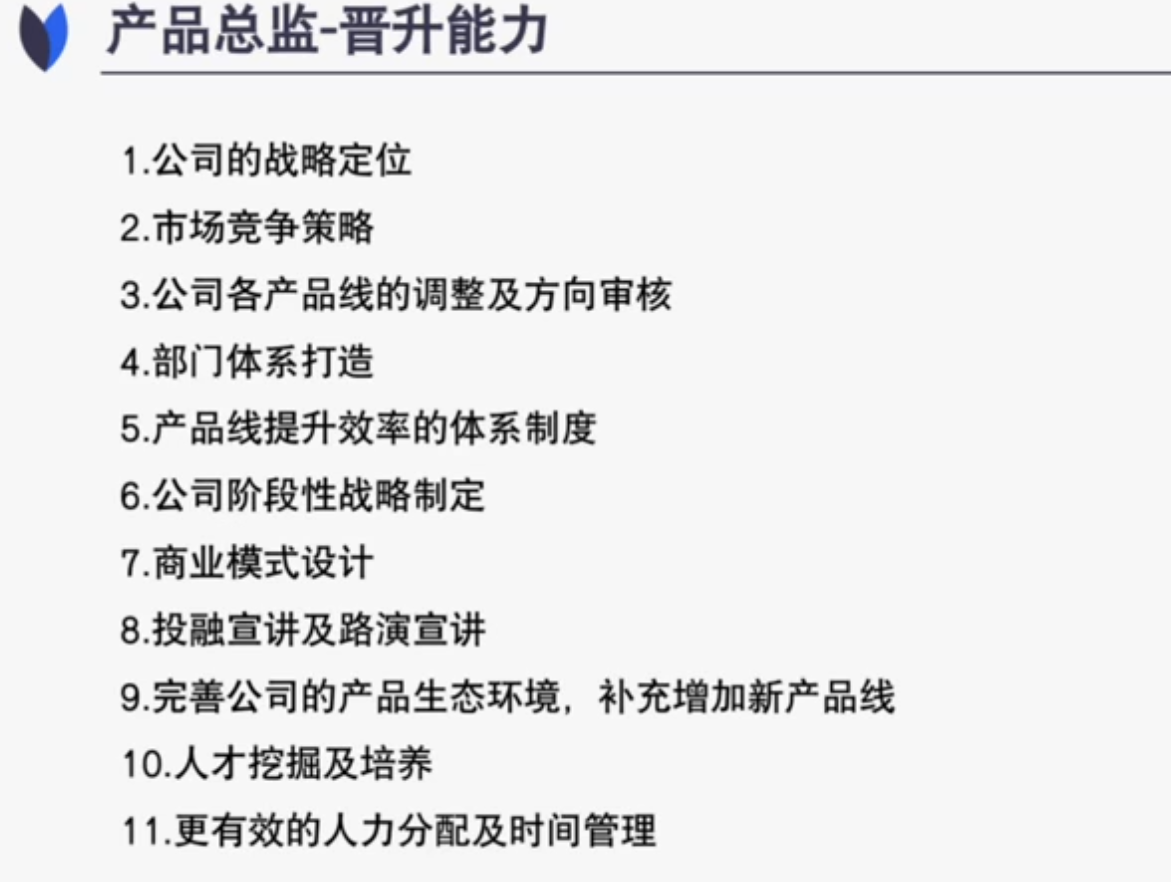 产品总监-晋升能力
1.公司的战略定位
2.市场竞争策略
3.公司各产品线的调整及方向审核
4.部门体系打造
5.产品线提升效率的体系制度
6.公司阶段性战略制定
7.商业模式设计
8.投融宣讲及路演宣讲
9.完善公司的产品生态环境，补充增加新产品线
10.人才挖掘及培养
11.更有效的人力分配及时间管理